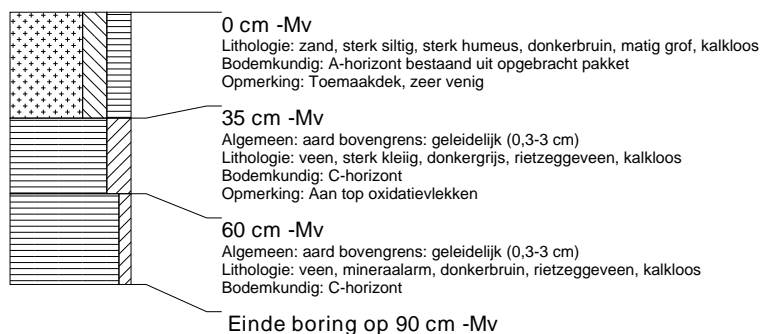 0 cm -Mv
Lithologie: zand, sterk siltig, sterk humeus, donkerbruin, matig grof, kalkloos
Bodemkundig: A-horizont bestaand uit opgebracht pakket
Opmerking: Toemaakdek, zeer venig
35 cm -Mv
Algemeen: aard bovengrens: geleidelijk (0,3-3 cm)
Lithologie: veen, sterk kleiig, donkergrijs, rietzeggeveen, kalkloos
Bodemkundig: C-horizont
Opmerking: Aan top oxidatievlekken
60 cm -Mv
Algemeen: aard bovengrens: geleidelijk (0,3-3 cm)
Lithologie: veen, mineraalarm, donkerbruin, rietzeggeveen, kalkloos
Bodemkundig: C-horizont
Einde boring op 90 cm -Mv